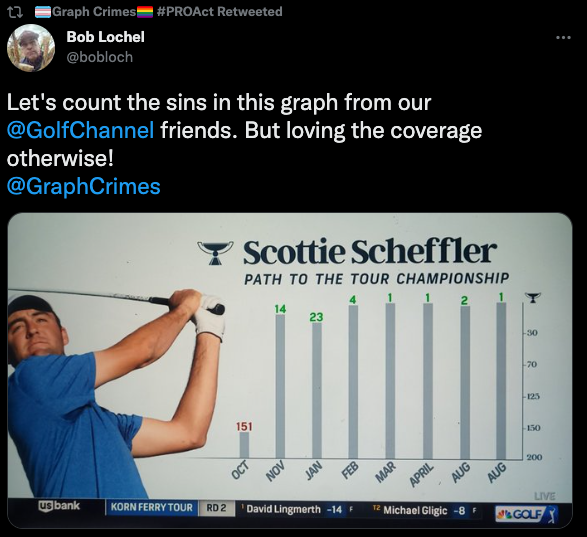 Graph Crimes #PROAct Retweeted
Bob Lochel
@bobloch
Let's count the sins in this graph from our
@GolfChannel friends. But loving the coverage
otherwise!
@GraphCrimes
Scottie Scheffler
PATH TO THE TOUR CHAMPIONSHIP
151 14 23 4 1 1 2 1
30
70
125
150
200
OCT NOV JAN FEB MAR APRIL AUG AUG
LIVE
usbank KORN FERRY TOUR RD 2 1 David Lingmerth -14 F T2 Michael Gligic -8 F GOLF